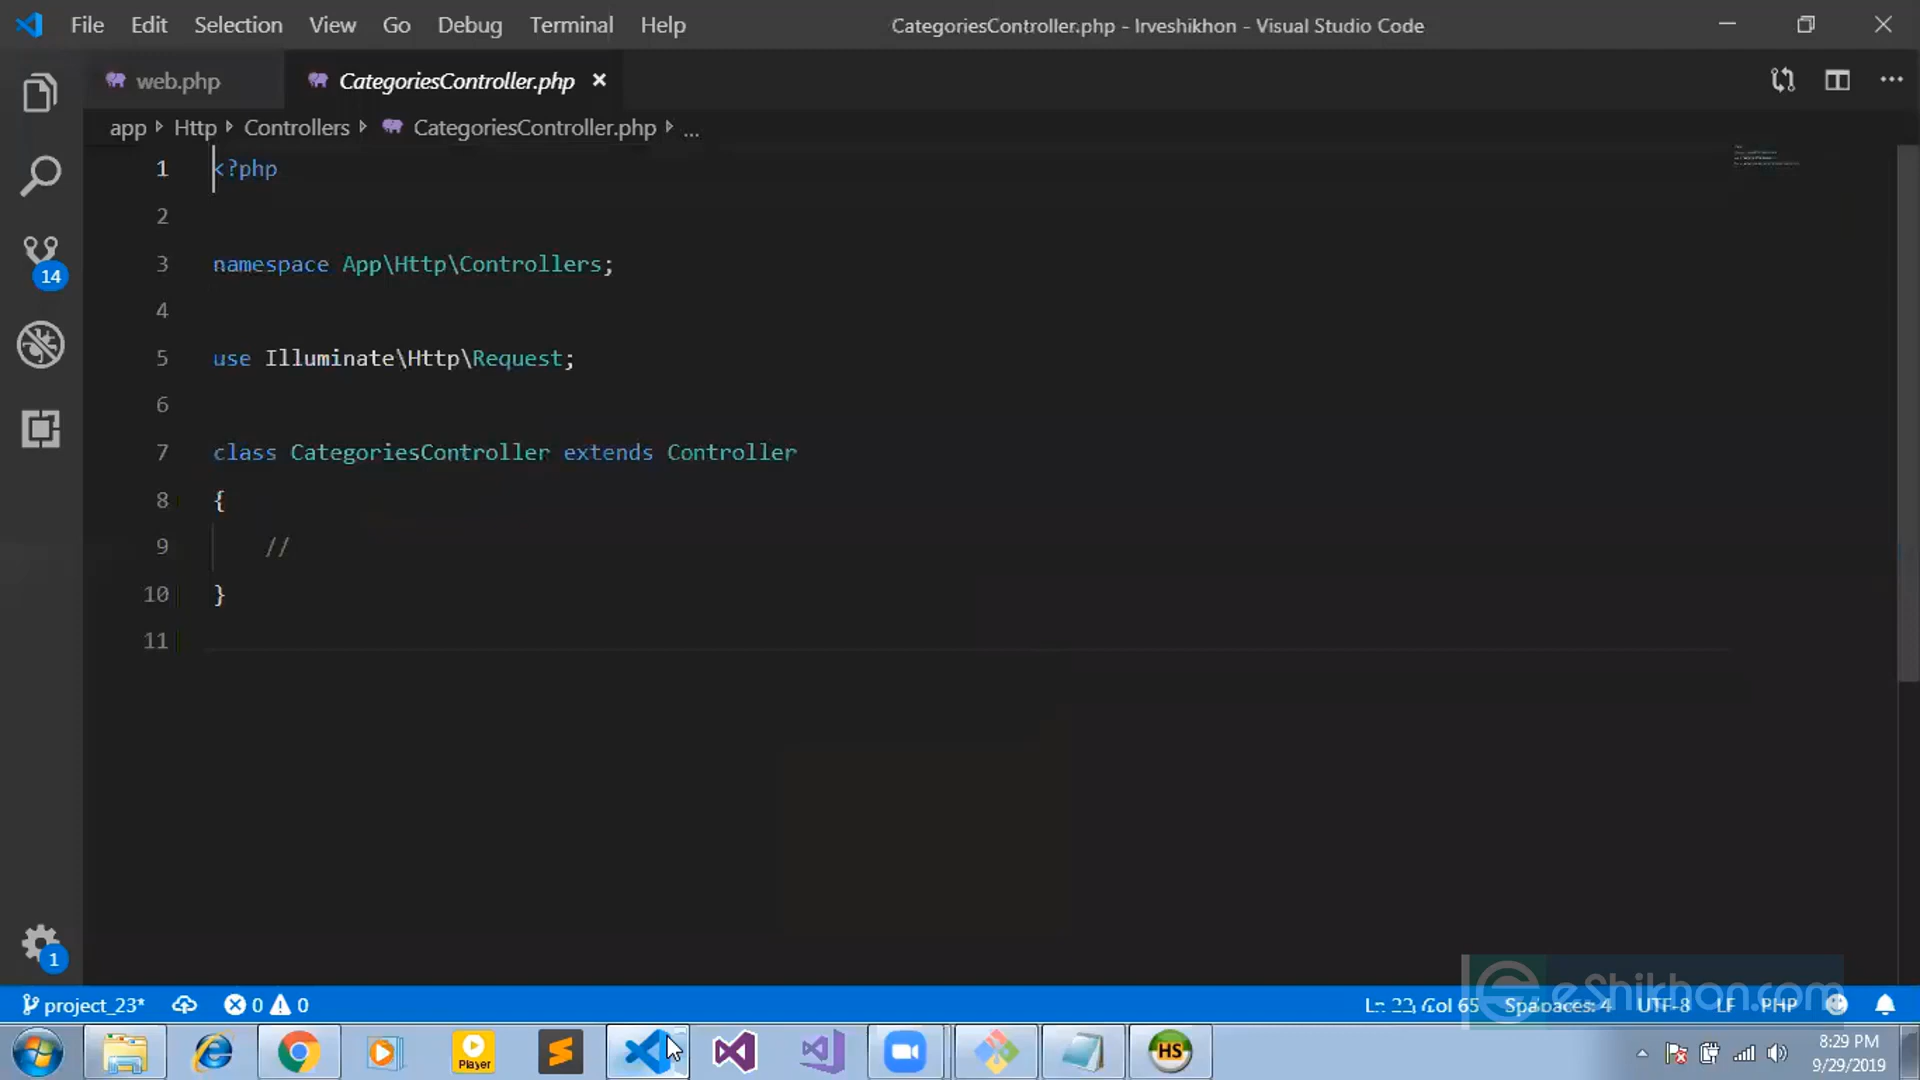 File Edit Selection View Go Debug Terminal Help CategoriesController.php - lrveshikhon - Visual Studio Code
web.php CategoriesController.php
app Http Controllers CategoriesController.php ...
1 <?php
2
3 namespace App\Http\Controllers;
4
5 use Illuminate\Http\Request;
6
7 class CategoriesController extends Controller
8 {
9 //
10 }
11
14
1
project_23* 0 0 UTF-8 LF PHP
eShikhon.com
Player
HS
8:29 PM
9/29/2019